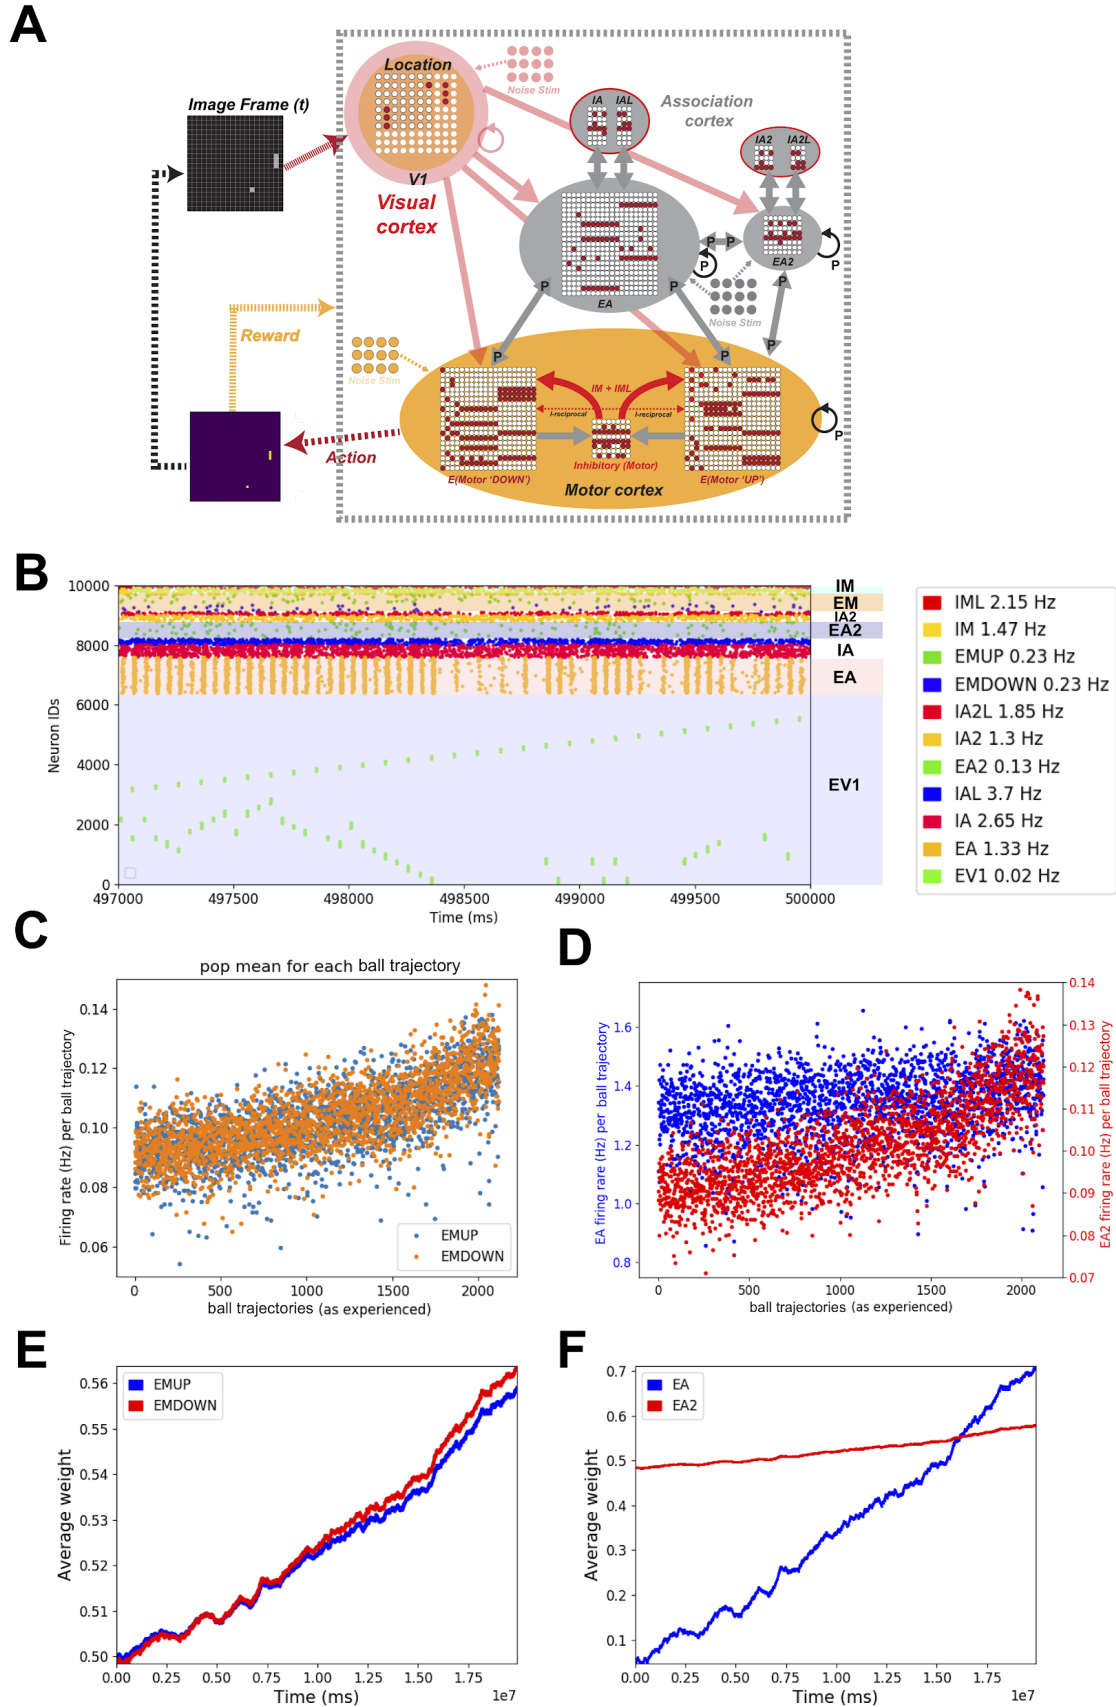 A
Image Frame (t)
Location
V1
Visual
cortex
Noise Stim
IA IAL
Association
cortex
IA2 IA2L
EA
P P
P
EA2
P
P P
P
Noise Stim
Reward
Noise Stim
P P P
IM + IML
I-reciprocal I-reciprocal
P
Action
Inhibitory (Motor)
E(Motor ‘DOWN’) E(Motor ‘UP’)
Motor cortex
B
Neuron IDs
10000
8000
6000
4000
2000
0
497000 497500 498000 498500 499000 499500 500000
Time (ms)
IM
EM
IA2
EA2
IA
EA
EV1
IML 2.15 Hz
IM 1.47 Hz
EMUP 0.23 Hz
EMDOWN 0.23 Hz
IA2L 1.85 Hz
IA2 1.3 Hz
EA2 0.13 Hz
IAL 3.7 Hz
IA 2.65 Hz
EA 1.33 Hz
EV1 0.02 Hz
C
pop mean for each ball trajectory
Firing rate (Hz) per ball trajectory
0.14
0.12
0.10
0.08
0.06
EMUP
EMDOWN
0 500 1000 1500 2000
ball trajectories (as experienced)
D
EA firing rare (Hz) per ball trajectory
1.6
1.4
1.2
1.0
0.8
0.14
0.13
0.12
0.11
0.10
0.09
0.08
0.07
EA2 firing rare (Hz) per ball trajectory
0 500 1000 1500 2000
ball trajectories (as experienced)
E
Average weight
0.56
0.55
0.54
0.53
0.52
0.51
0.50
EMUP
EMDOWN
0.00 0.25 0.50 0.75 1.00 1.25 1.50 1.75
1e7
Time (ms)
F
Average weight
0.7
0.6
0.5
0.4
0.3
0.2
0.1
EA
EA2
0.00 0.25 0.50 0.75 1.00 1.25 1.50 1.75
1e7
Time (ms)